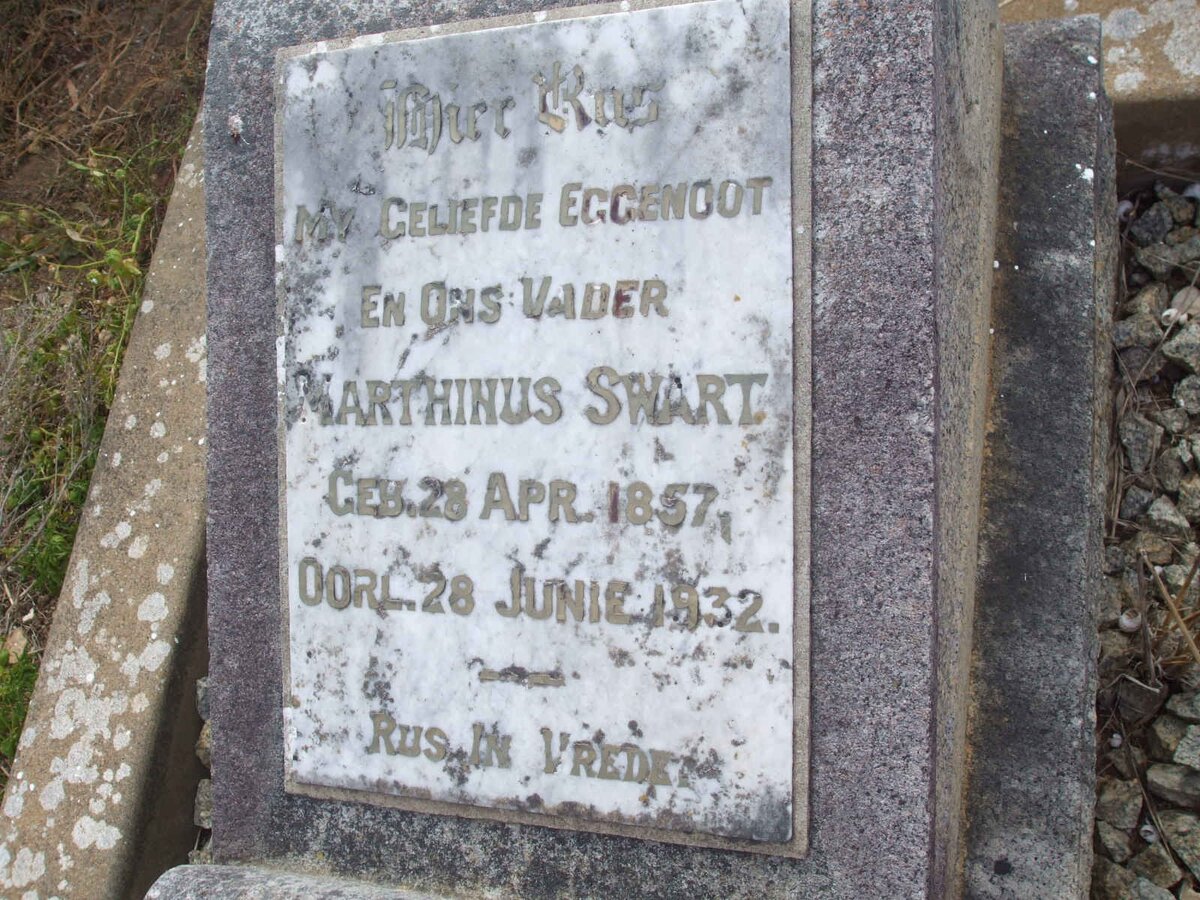 Hier Rus
MY GELIEFDE EGGENOOT
EN ONS VADER
MARTHINUS SWART
GEB. 28 APR. 1857,
OORL. 28 JUNIE 1932.
RUS IN VREDE.